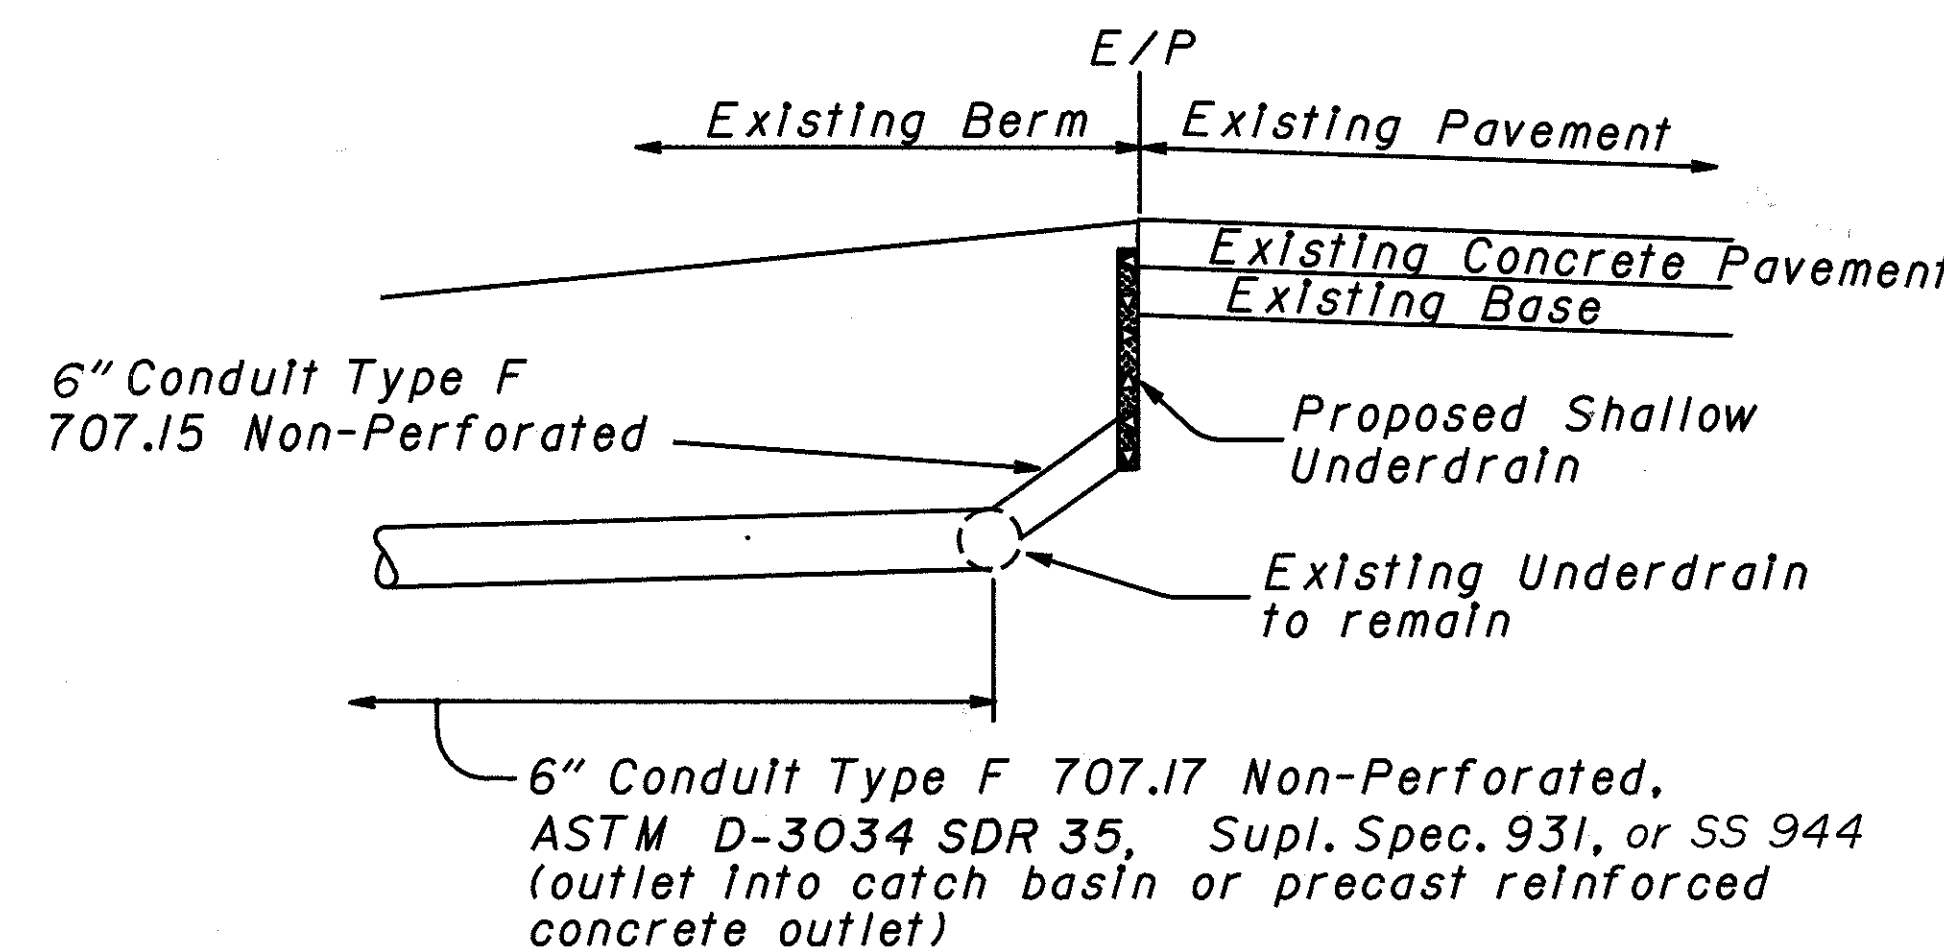 E/P
Existing Berm
Existing Pavement
Existing Concrete Pavement
Existing Base
6" Conduit Type F
707.15 Non-Perforated
Proposed Shallow
Underdrain
Existing Underdrain
to remain
6" Conduit Type F 707.17 Non-Perforated,
ASTM D-3034 SDR 35, Supl. Spec. 931, or SS 944
(outlet into catch basin or precast reinforced
concrete outlet)